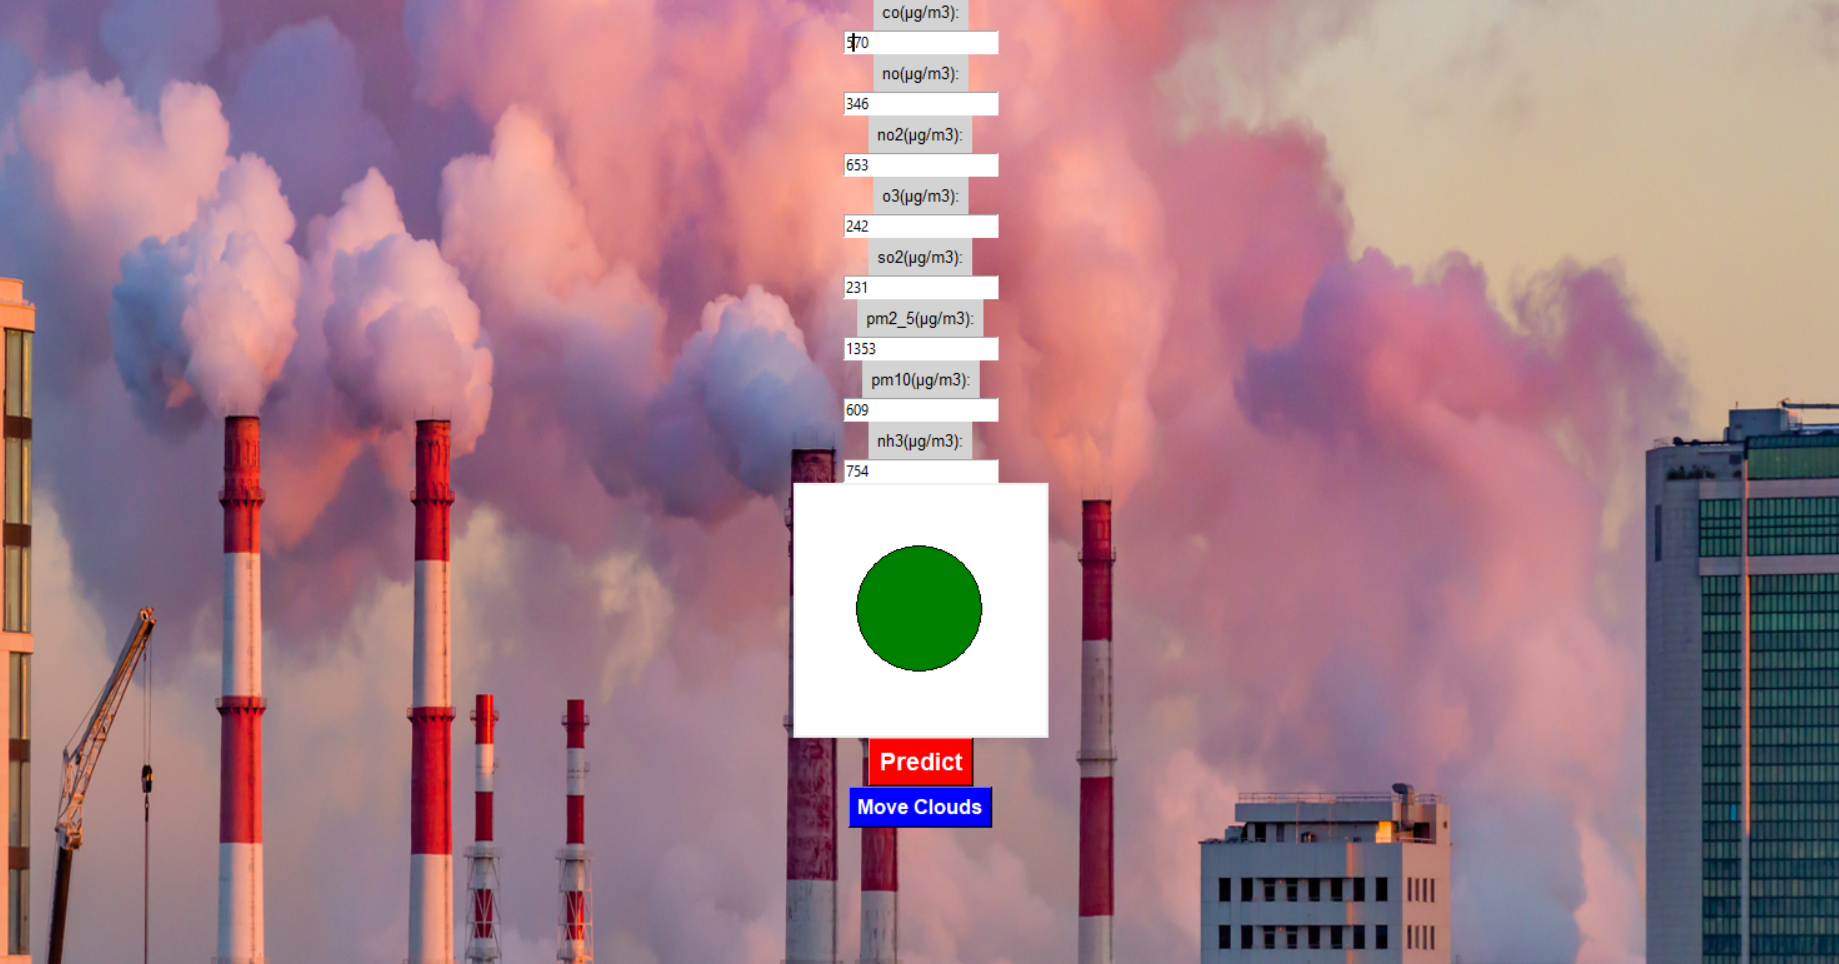 co(µg/m3):
570
no(µg/m3):
346
no2(µg/m3):
653
o3(µg/m3):
242
so2(µg/m3):
231
pm2_5(µg/m3):
1353
pm10(µg/m3):
609
nh3(µg/m3):
754
Predict
Move Clouds